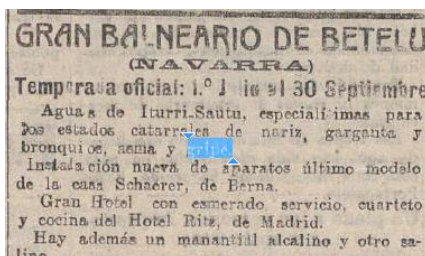 GRAN BALNEARIO DE BETELU
(NAVARRA)
Temporada oficial: 1.º Julio al 30 Septiembre
Aguas de Iturri-Santu, especialísimas para
los estados catarrales de nariz, garganta y
bronquios, asma y gripe.
Instalación nueva de aparatos último modelo
de la casa Schaerer, de Berna.
Gran Hotel con esmerado servicio, cuarteto
y cocina del Hotel Ritz, de Madrid.
Hay además un manantial alcalino y otro sa-
lino